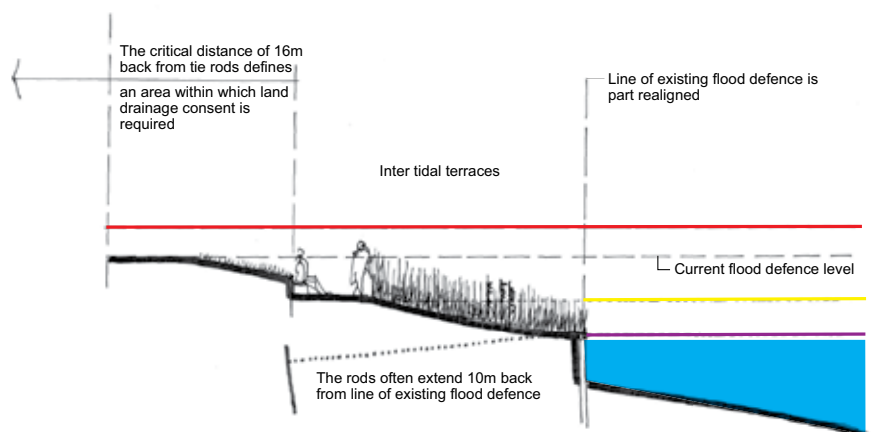 The critical distance of 16m
back from tie rods defines
an area within which land
drainage consent is
required
Line of existing flood defence is
part realigned
Inter tidal terraces
Current flood defence level
The rods often extend 10m back
from line of existing flood defence